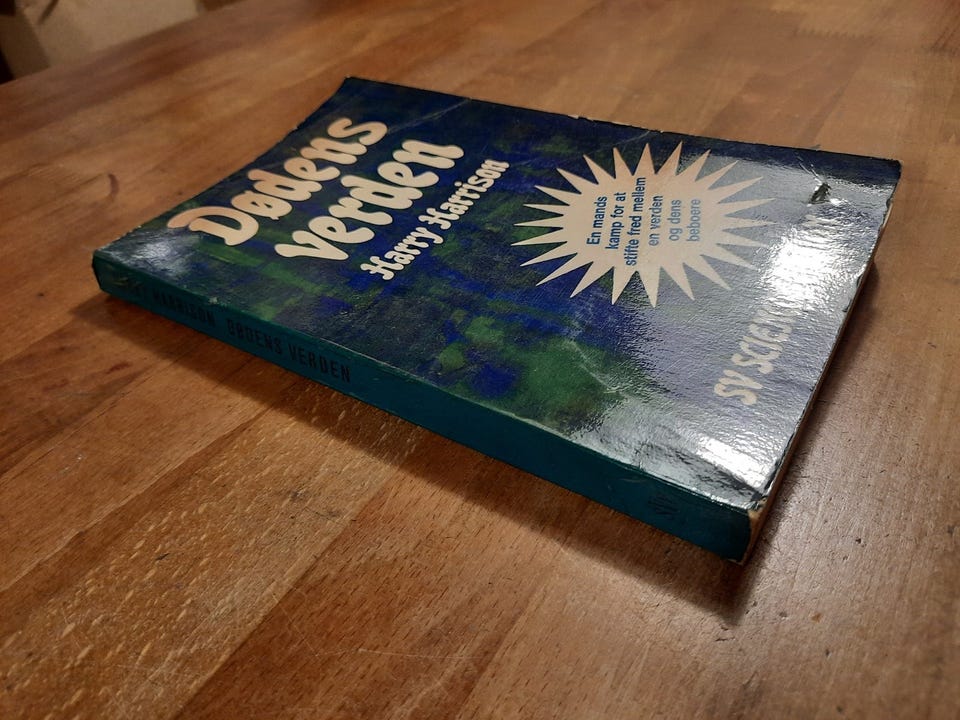 Dødens
verden
Harry Harrison
En mands
kamp for at
stifte fred mellem
en verden
og dens
beboere
SV
HARRISON DØDENS VERDEN